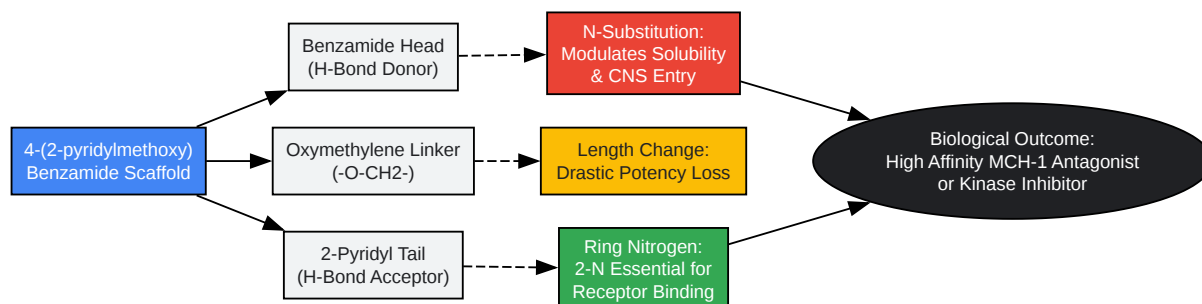 4-(2-pyridylmethoxy)
Benzamide Scaffold
Benzamide Head
(H-Bond Donor)
Oxymethylene Linker
(-O-CH2-)
2-Pyridyl Tail
(H-Bond Acceptor)
N-Substitution:
Modulates Solubility
& CNS Entry
Length Change:
Drastic Potency Loss
Ring Nitrogen:
2-N Essential for
Receptor Binding
Biological Outcome:
High Affinity MCH-1 Antagonist
or Kinase Inhibitor